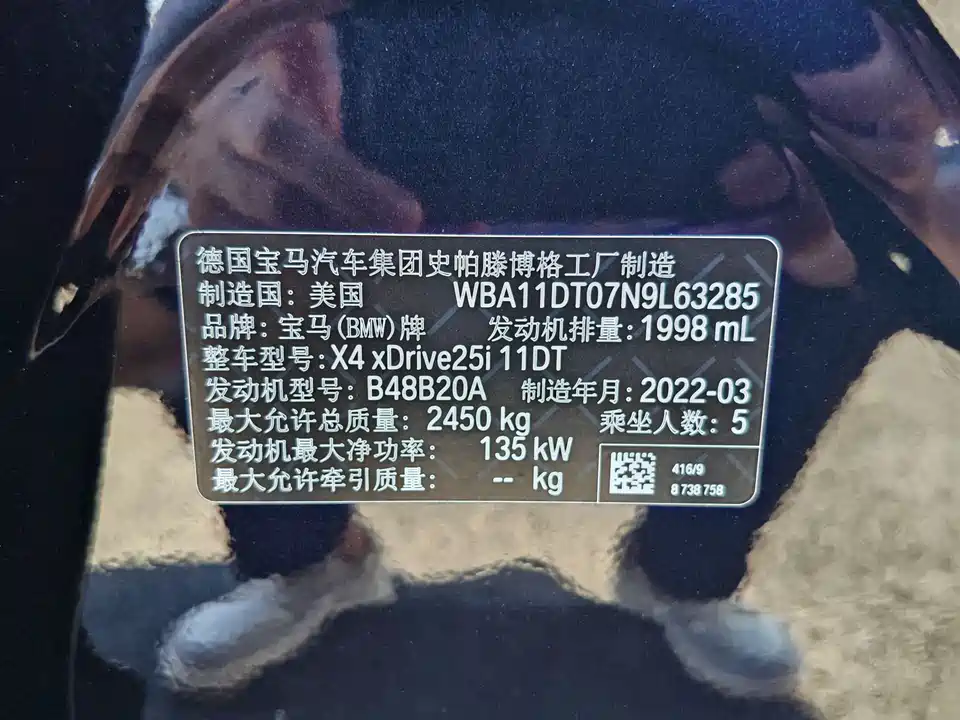 德国宝马汽车集团史帕滕博格工厂制造
制造国: 美国 WBA11DT07N9L63285
品牌: 宝马(BMW)牌 发动机排量: 1998 mL
整车型号: X4 xDrive25i 11DT
发动机型号: B48B20A 制造年月: 2022-03
最大允许总质量: 2450 kg 乘坐人数: 5
发动机最大净功率: 135 kW
最大允许牵引质量: -- kg
416/9
8 738 758